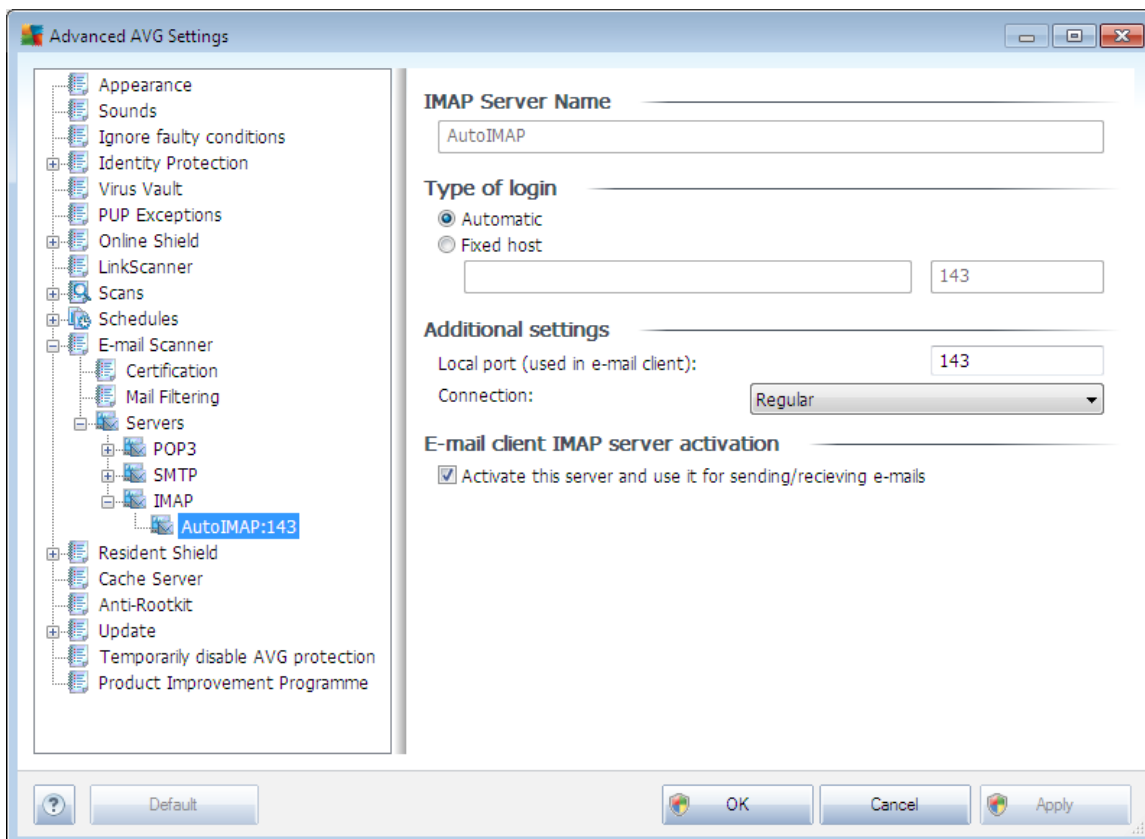 Advanced AVG Settings
Appearance
Sounds
Ignore faulty conditions
Identity Protection
Virus Vault
PUP Exceptions
Online Shield
LinkScanner
Scans
Schedules
E-mail Scanner
Certification
Mail Filtering
Servers
POP3
SMTP
IMAP
AutoIMAP:143
Resident Shield
Cache Server
Anti-Rootkit
Update
Temporarily disable AVG protection
Product Improvement Programme
IMAP Server Name
AutoIMAP
Type of login
Automatic
Fixed host
143
Additional settings
Local port (used in e-mail client): 143
Connection: Regular
E-mail client IMAP server activation
Activate this server and use it for sending/recieving e-mails
? Default OK Cancel Apply